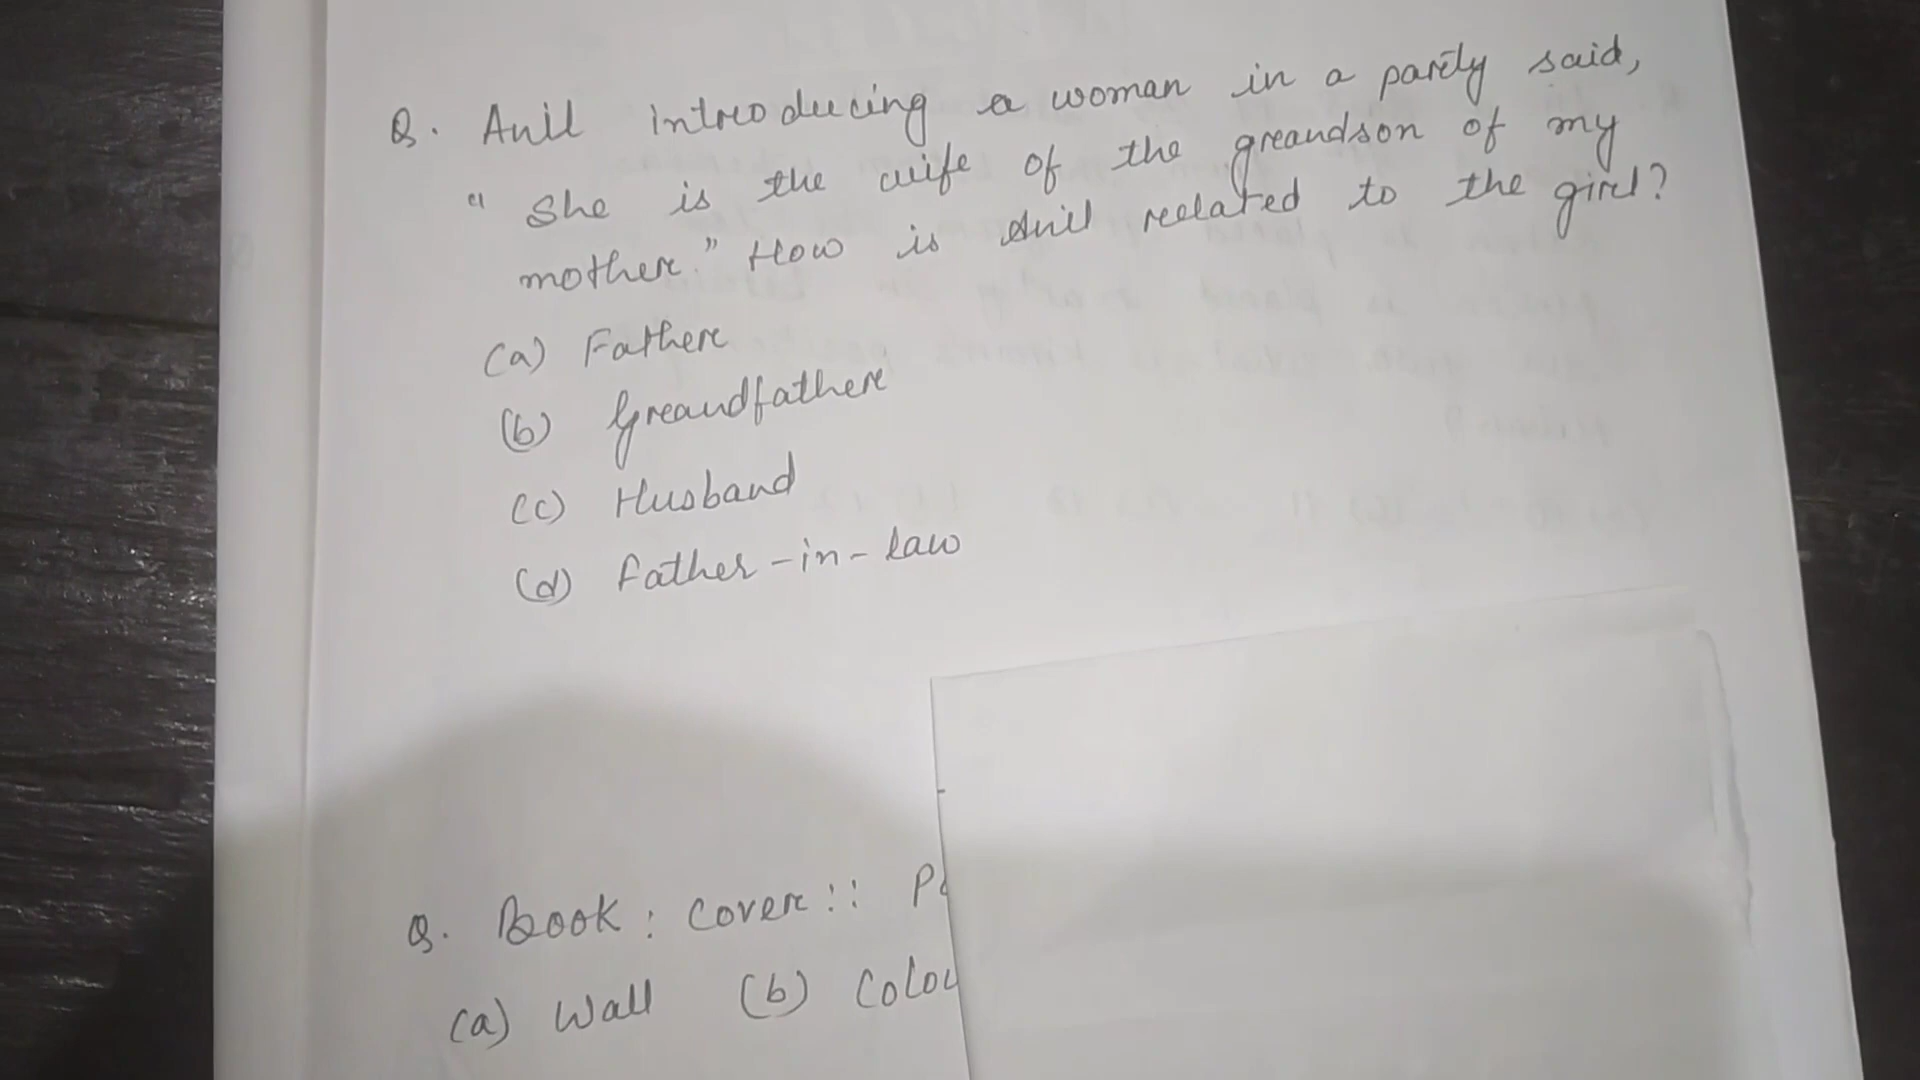 Q. Anil introducing a woman in a party said,
" She is the wife of the grandson of my
mother." How is Anil related to the girl?
(a) Father
(b) Grandfather
(c) Husband
(d) Father-in-law
Q. Book : Cover ::
(a) Wall (b)